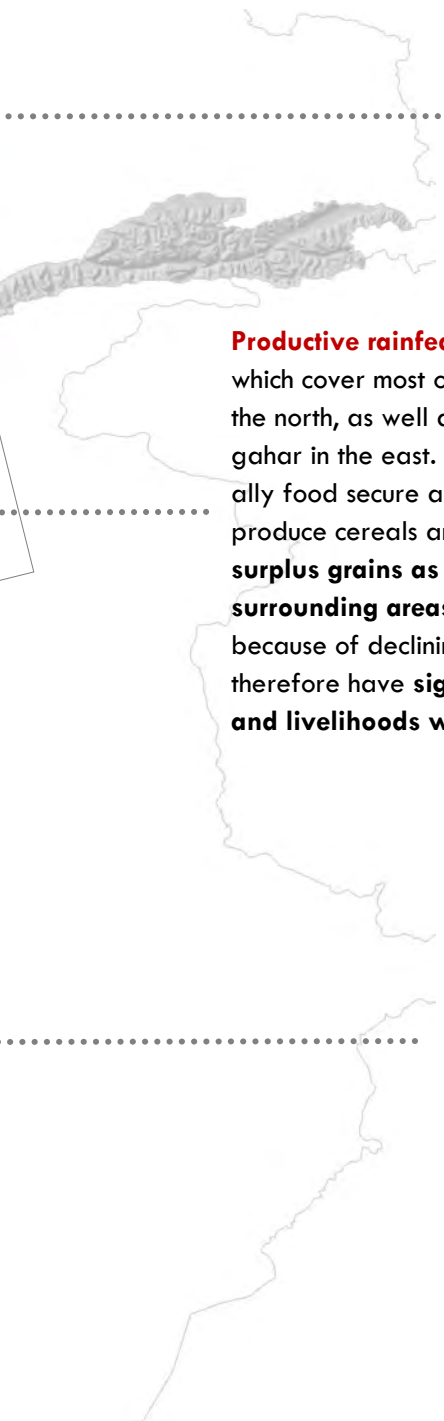 Productive rainfed
which cover most o
the north, as well a
gahar in the east.
ally food secure a
produce cereals an
surplus grains as
surrounding areas
because of declinin
therefore have sig
and livelihoods w